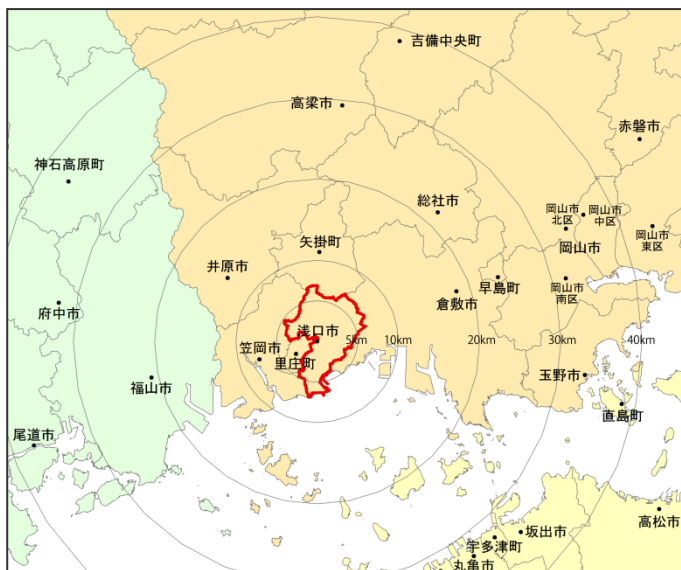 吉備中央町
高梁市
赤磐市
神石高原町
総社市
岡山市
北区
岡山市
中区
岡山市
東区
矢掛町
岡山市
井原市
早島町
岡山市
南区
倉敷市
府中市
浅口市
5km
10km
20km
30km
40km
笠岡市
里庄町
福山市
玉野市
直島町
尾道市
高松市
坂出市
宇多津町
丸亀市